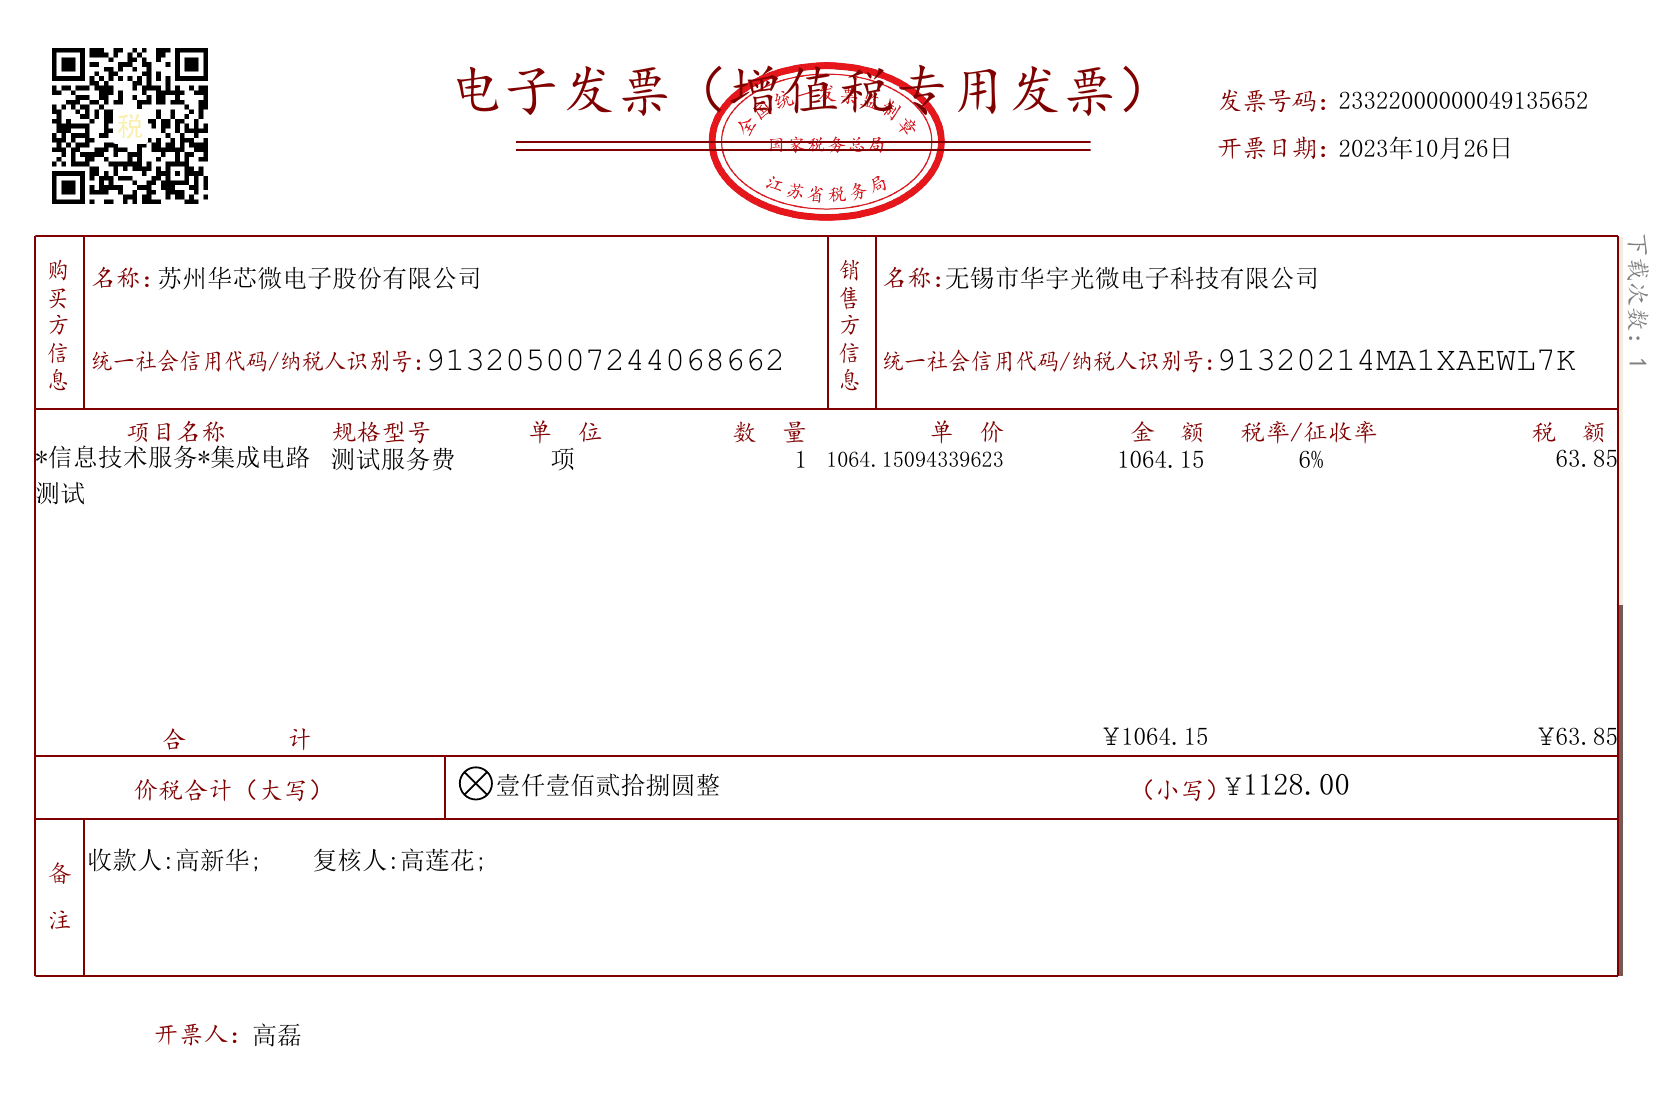 电子发票（增值税专用发票）
税
全国统一发票监制章
国家税务总局
江苏省税务局
发票号码：23322000000049135652
开票日期：2023年10月26日
下载次数：1
购买方信息
名称：苏州华芯微电子股份有限公司
统一社会信用代码/纳税人识别号：913205007244068662
销售方信息
名称：无锡市华宇光微电子科技有限公司
统一社会信用代码/纳税人识别号：91320214MA1XAEWL7K
项目名称 规格型号 单位 数量 单价 金额 税率/征收率 税额
*信息技术服务*集成电路 测试服务费 项 1 1064.15094339623 1064.15 6% 63.85
测试
合计 ¥1064.15 ¥63.85
价税合计（大写） 壹仟壹佰贰拾捌圆整 （小写）¥1128.00
备注
收款人:高新华; 复核人:高莲花;
开票人：高磊